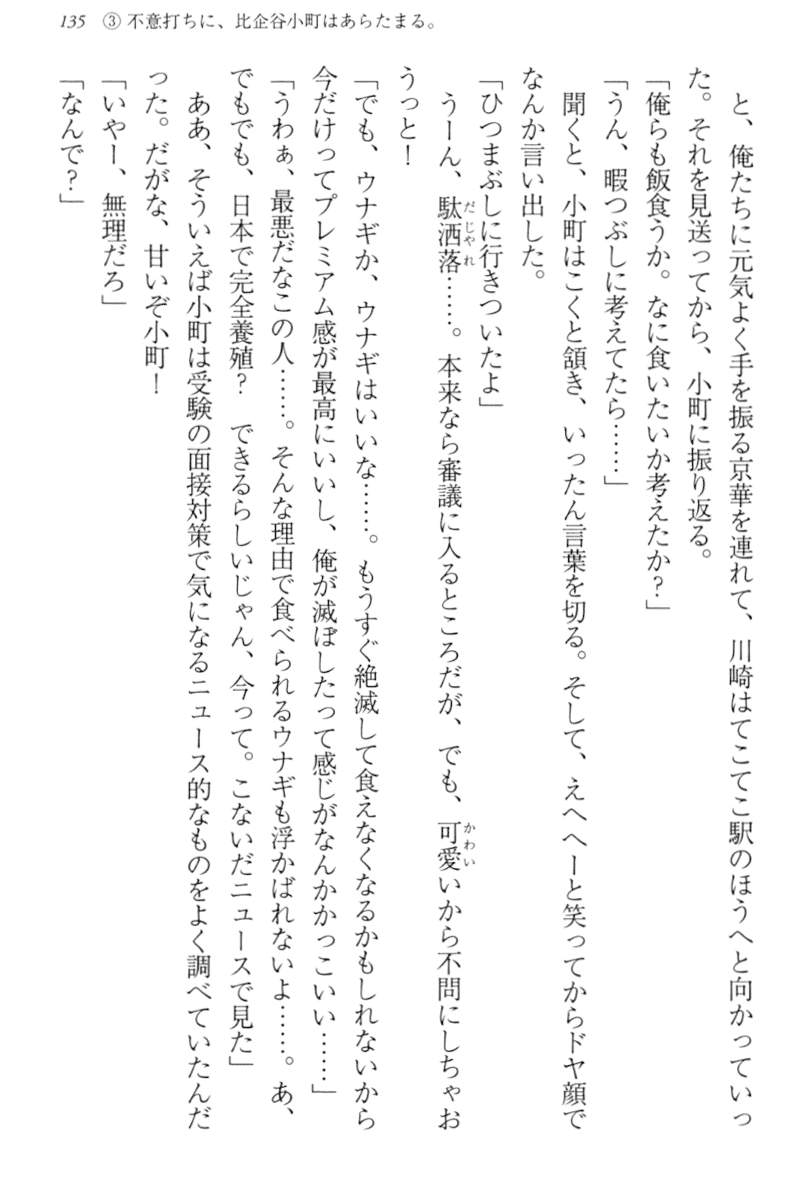 135 ③ 不意打ちに、比企谷小町はあらたまる。
　と、俺たちに元気よく手を振る京華を連れて、川崎はてこてこ駅のほうへと向かっていっ
た。それを見送ってから、小町に振り返る。
「俺らも飯食うか。なに食いたいか考えたか？」
「うん、暇つぶしに考えてたら……」
　聞くと、小町はこくと頷き、いったん言葉を切る。そして、えへへーと笑ってからドヤ顔で
なんか言い出した。
「ひつまぶしに行きついたよ」
　うーん、駄洒落……。本来なら審議に入るところだが、でも、可愛いから不問にしちゃお
うっと！
「でも、ウナギか、ウナギはいいな……。もうすぐ絶滅して食えなくなるかもしれないから
今だけってプレミアム感が最高にいいし、俺が滅ぼしたって感じがなんかかっこいい……」
「うわぁ、最悪だなこの人……。そんな理由で食べられるウナギも浮かばれないよ……。あ、
でもでも、日本で完全養殖？　できるらしいじゃん、今って。こないだニュースで見た」
　ああ、そういえば小町は受験の面接対策で気になるニュース的なものをよく調べていたんだ
った。だがな、甘いぞ小町！
「いやー、無理だろ」
「なんで？」